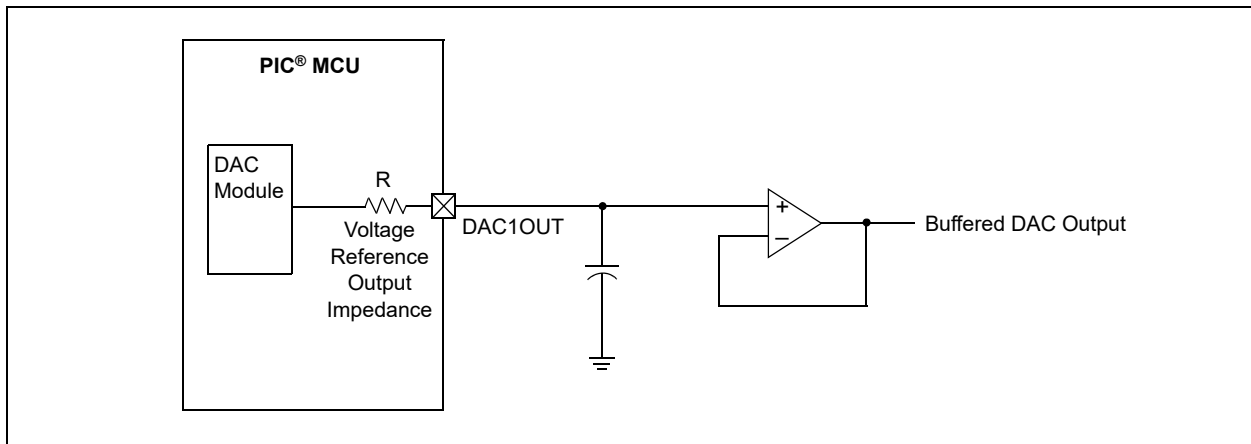 PIC® MCU
DAC
Module
R
Voltage
Reference
Output
Impedance
DAC1OUT
+
–
Buffered DAC Output